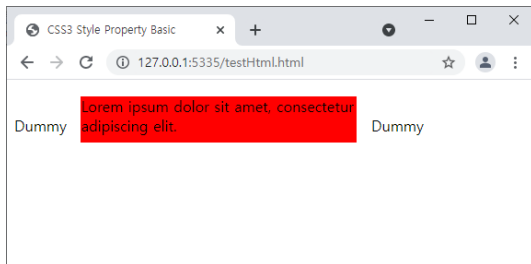 CSS3 Style Property Basic
127.0.0.1:5335/testHtml.html
Lorem ipsum dolor sit amet, consectetur
Dummy adipiscing elit. Dummy